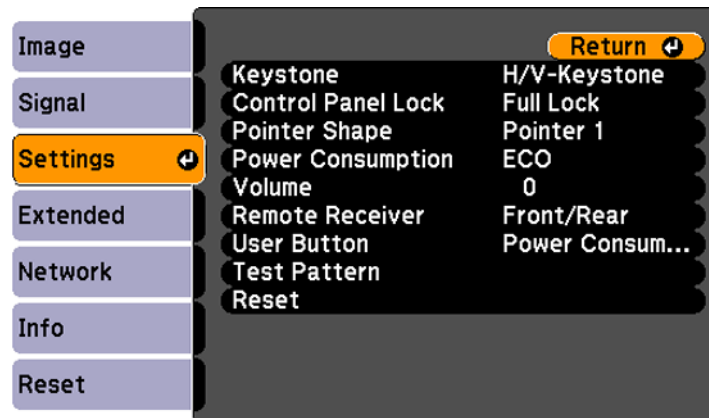 Image
Signal
Settings
Extended
Network
Info
Reset
Return
Keystone H/V-Keystone
Control Panel Lock Full Lock
Pointer Shape Pointer 1
Power Consumption ECO
Volume 0
Remote Receiver Front/Rear
User Button Power Consum...
Test Pattern
Reset